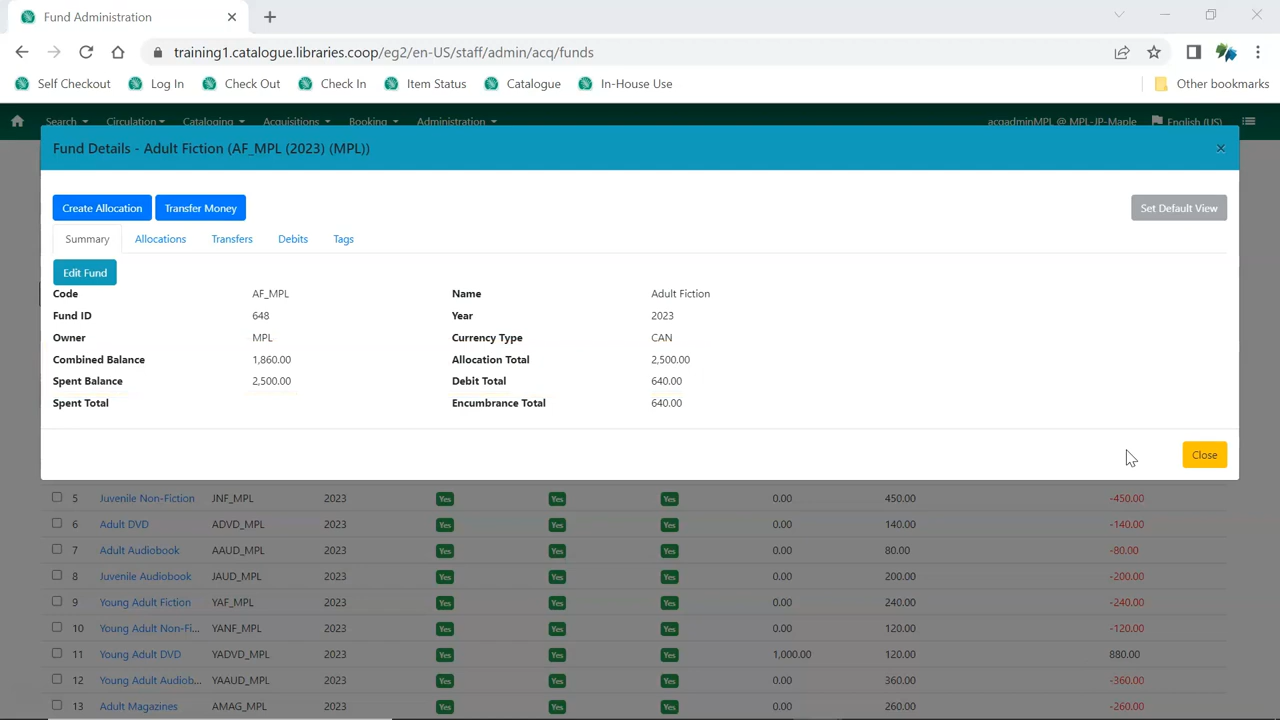 Fund Administration
training1.catalogue.libraries.coop/eg2/en-US/staff/admin/acq/funds
Self Checkout Log In Check Out Check In Item Status Catalogue In-House Use Other bookmarks
Search Circulation Cataloging Acquisitions Booking Administration acqadminMPL @ MPL-JP-Maple English (US)
Fund Details - Adult Fiction (AF_MPL (2023) (MPL)) ×
Create Allocation Transfer Money Set Default View
Summary Allocations Transfers Debits Tags
Edit Fund
Code AF_MPL Name Adult Fiction
Fund ID 648 Year 2023
Owner MPL Currency Type CAN
Combined Balance 1,860.00 Allocation Total 2,500.00
Spent Balance 2,500.00 Debit Total 640.00
Spent Total Encumbrance Total 640.00
Close
5 Juvenile Non-Fiction JNF_MPL 2023 Yes Yes Yes 0.00 450.00 -450.00
6 Adult DVD ADVD_MPL 2023 Yes Yes Yes 0.00 140.00 -140.00
7 Adult Audiobook AAUD_MPL 2023 Yes Yes Yes 0.00 80.00 -80.00
8 Juvenile Audiobook JAUD_MPL 2023 Yes Yes Yes 0.00 200.00 -200.00
9 Young Adult Fiction YAF_MPL 2023 Yes Yes Yes 0.00 240.00 -240.00
10 Young Adult Non-Fi... YANF_MPL 2023 Yes Yes Yes 0.00 120.00 -120.00
11 Young Adult DVD YADVD_MPL 2023 Yes Yes Yes 1,000.00 120.00 880.00
12 Young Adult Audiob... YAAUD_MPL 2023 Yes Yes Yes 0.00 360.00 -360.00
13 Adult Magazines AMAG_MPL 2023 Yes Yes Yes 0.00 260.00 -260.00